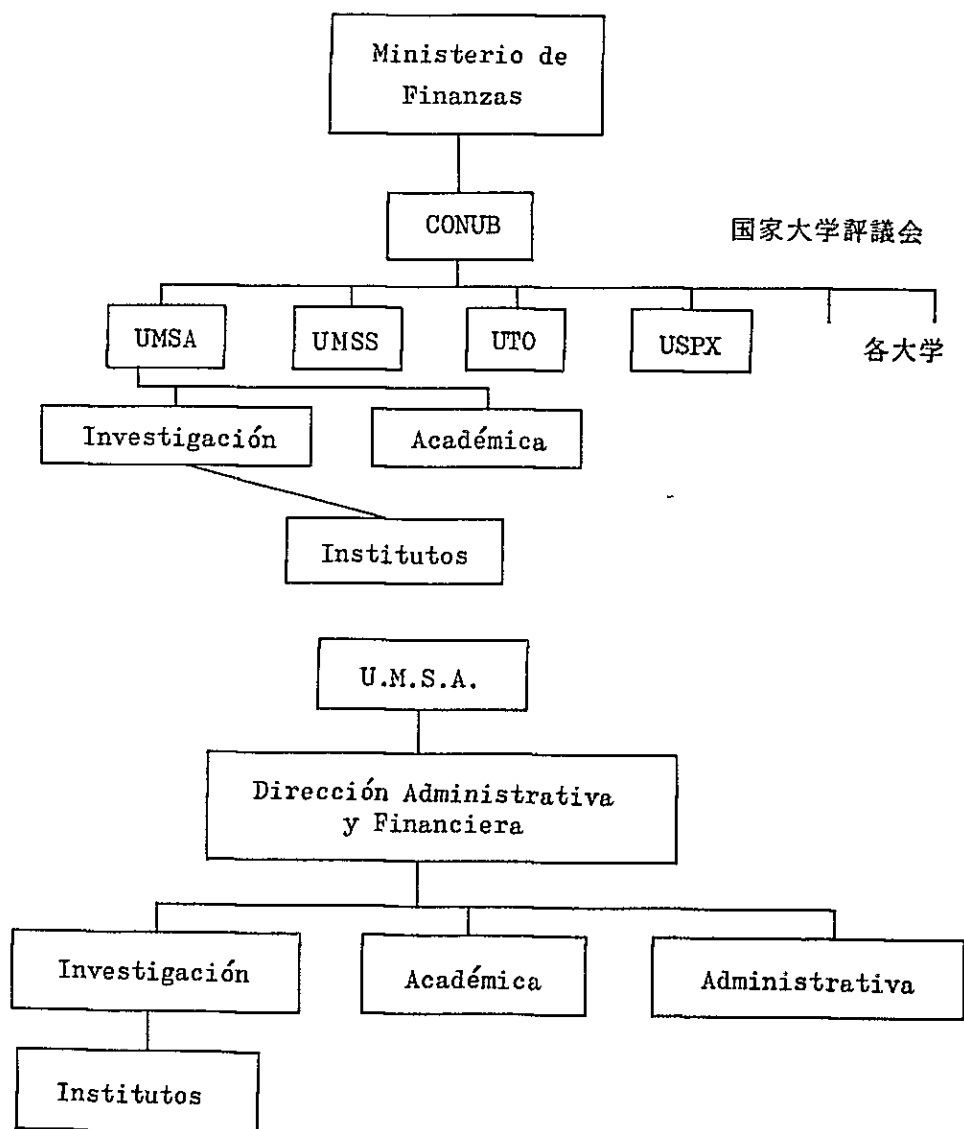 Ministerio de
Finanzas
CONUB
国家大学評議会
UMSA
UMSS
UTO
USPX
各大学
Investigación
Académica
Institutos
U.M.S.A.
Dirección Administrativa
y Financiera
Investigación
Académica
Administrativa
Institutos